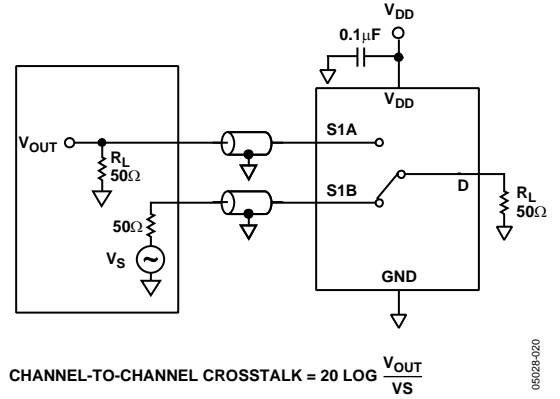 V_DD
0.1μF
V_DD
V_OUT
R_L
50Ω
S1A
S1B
D
R_L
50Ω
50Ω
V_S
~
GND
05028-020
CHANNEL-TO-CHANNEL CROSSTALK = 20 LOG V_OUT / VS